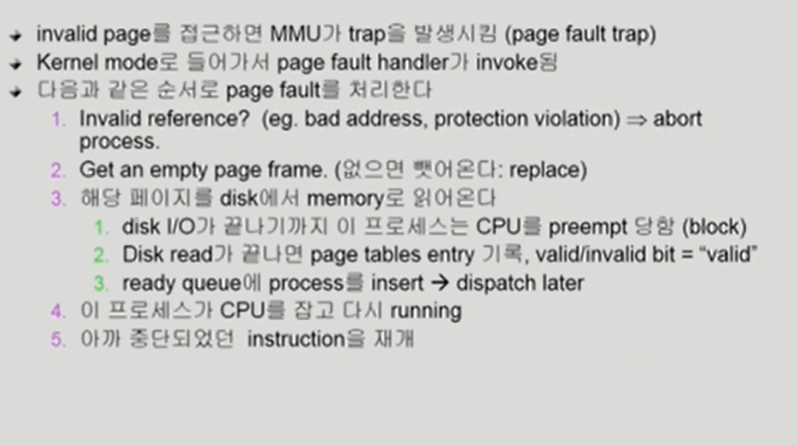 invalid page를 접근하면 MMU가 trap을 발생시킴 (page fault trap)
Kernel mode로 들어가서 page fault handler가 invoke됨
다음과 같은 순서로 page fault를 처리한다
1. Invalid reference? (eg. bad address, protection violation) ⇒ abort
process.
2. Get an empty page frame. (없으면 뺏어온다: replace)
3. 해당 페이지를 disk에서 memory로 읽어온다
1. disk I/O가 끝나기까지 이 프로세스는 CPU를 preempt 당함 (block)
2. Disk read가 끝나면 page tables entry 기록, valid/invalid bit = “valid”
3. ready queue에 process를 insert → dispatch later
4. 이 프로세스가 CPU를 잡고 다시 running
5. 아까 중단되었던 instruction을 재개